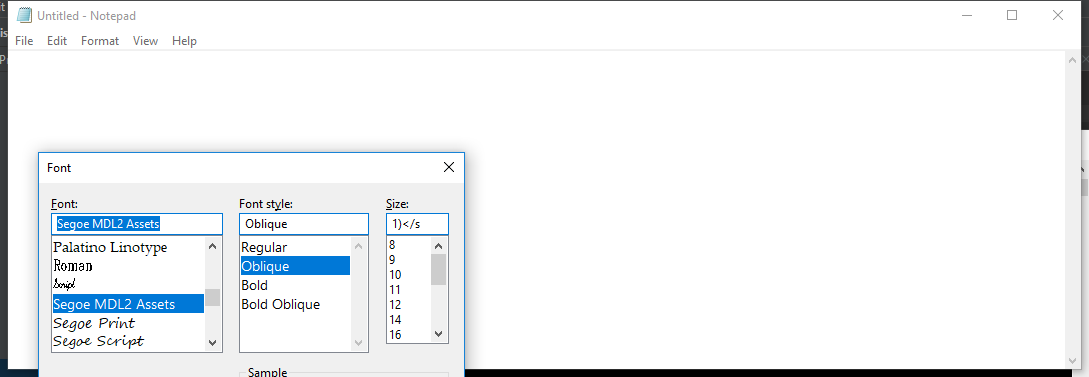 Untitled - Notepad
File Edit Format View Help
Font
Font: Font style: Size:
Segoe MDL2 Assets Oblique 1)</s
Palatino Linotype Regular 8
Roman Oblique 9
Script Bold 10
Segoe MDL2 Assets Bold Oblique 11
Segoe Print 12
Segoe Script 14
16
Sample